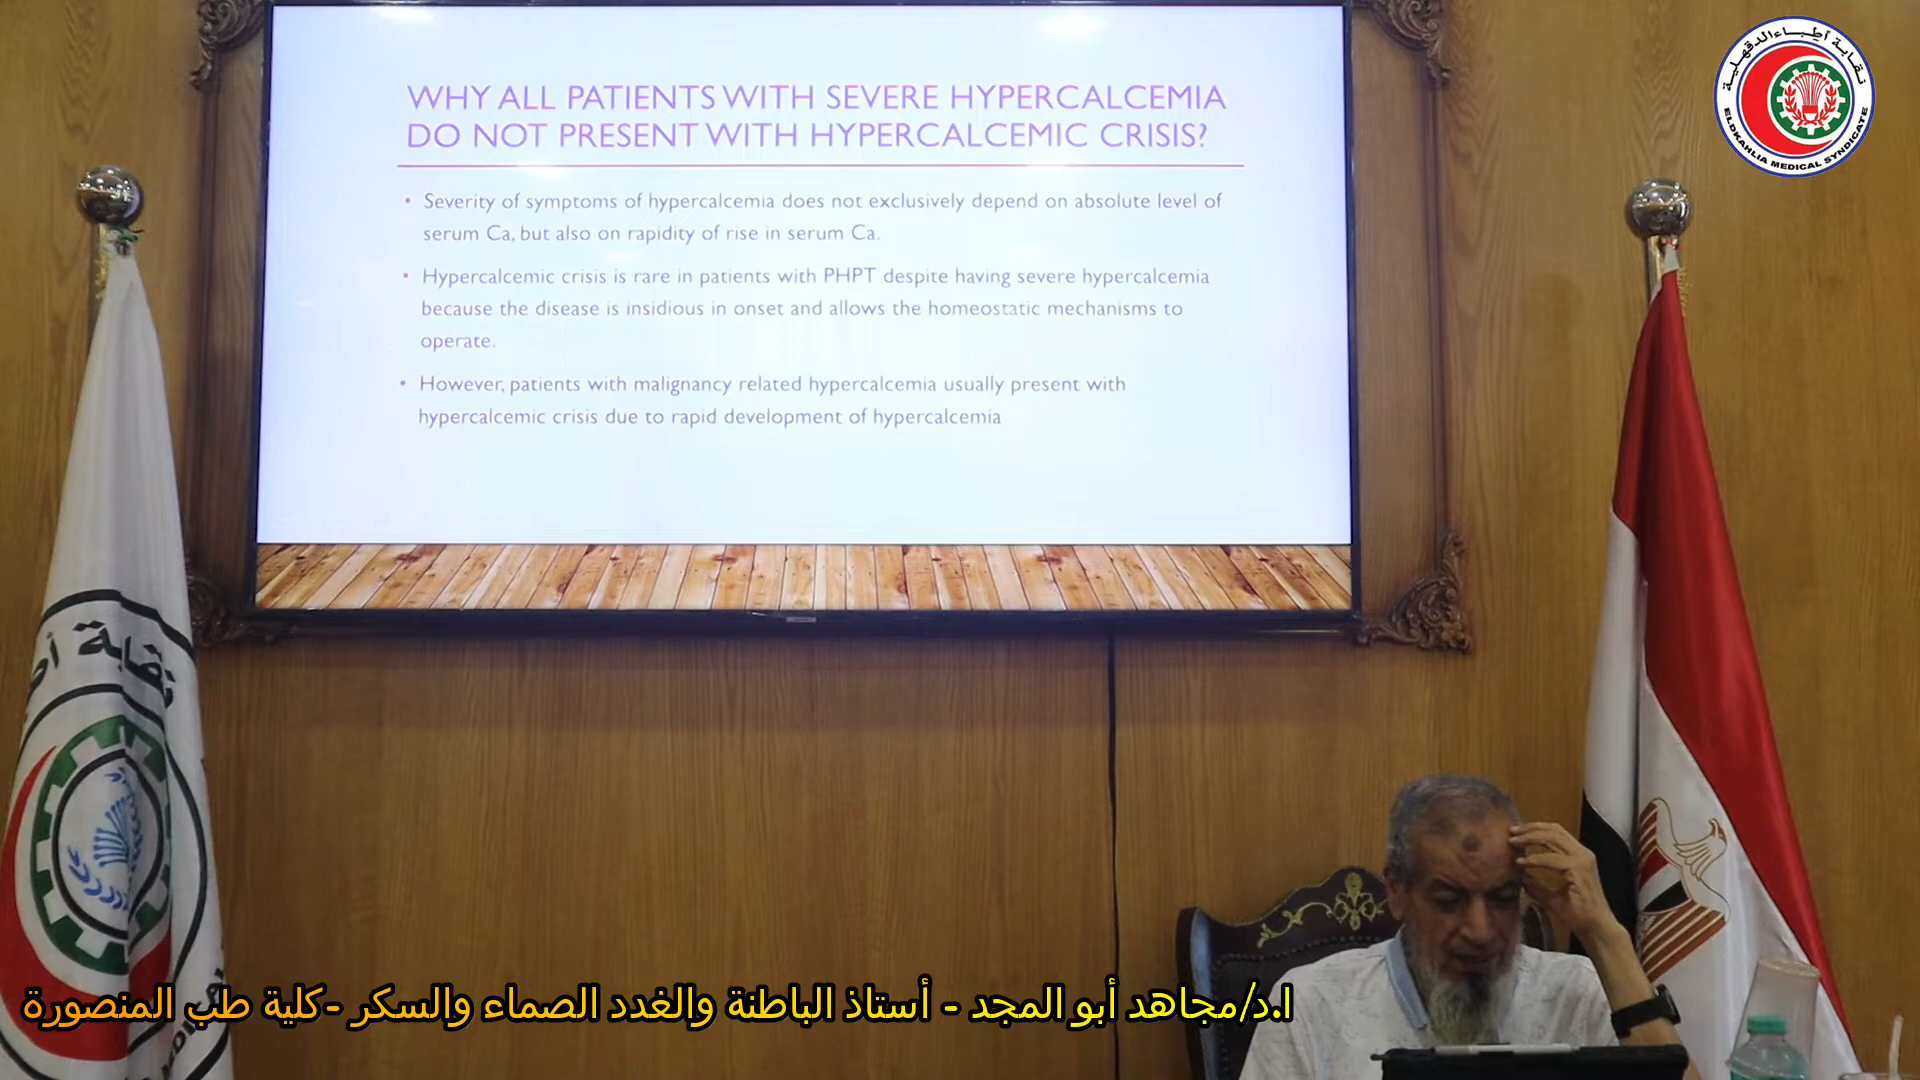 WHY ALL PATIENTS WITH SEVERE HYPERCALCEMIA
DO NOT PRESENT WITH HYPERCALCEMIC CRISIS?
• Severity of symptoms of hypercalcemia does not exclusively depend on absolute level of
serum Ca, but also on rapidity of rise in serum Ca.
• Hypercalcemic crisis is rare in patients with PHPT despite having severe hypercalcemia
because the disease is insidious in onset and allows the homeostatic mechanisms to
operate.
• However, patients with malignancy related hypercalcemia usually present with
hypercalcemic crisis due to rapid development of hypercalcemia
نقابة أطباء الدقهلية
ELDKAHLIA MEDICAL SYNDICATE
نقابة
ا.د/مجاهد أبو المجد - أستاذ الباطنة والغدد الصماء والسكر -كلية طب المنصورة